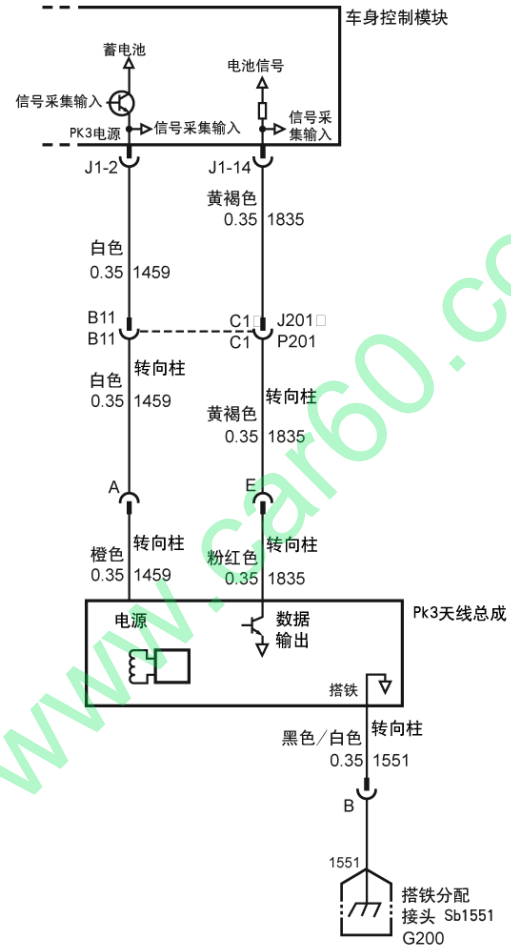 车身控制模块
蓄电池
电池信号
信号采集输入
信号采集输入
信号采
集输入
PK3电源
J1-2
J1-14
黄褐色
0.35 1835
白色
0.35 1459
B11
C1 J201
B11
C1 P201
转向柱
白色
0.35 1459
转向柱
黄褐色
0.35 1835
A
E
转向柱
橙色
0.35 1459
转向柱
粉红色
0.35 1835
Pk3天线总成
电源
数据
输出
搭铁
转向柱
黑色/白色
0.35 1551
B
1551
搭铁分配
接头 Sb1551
G200
www.car60.co